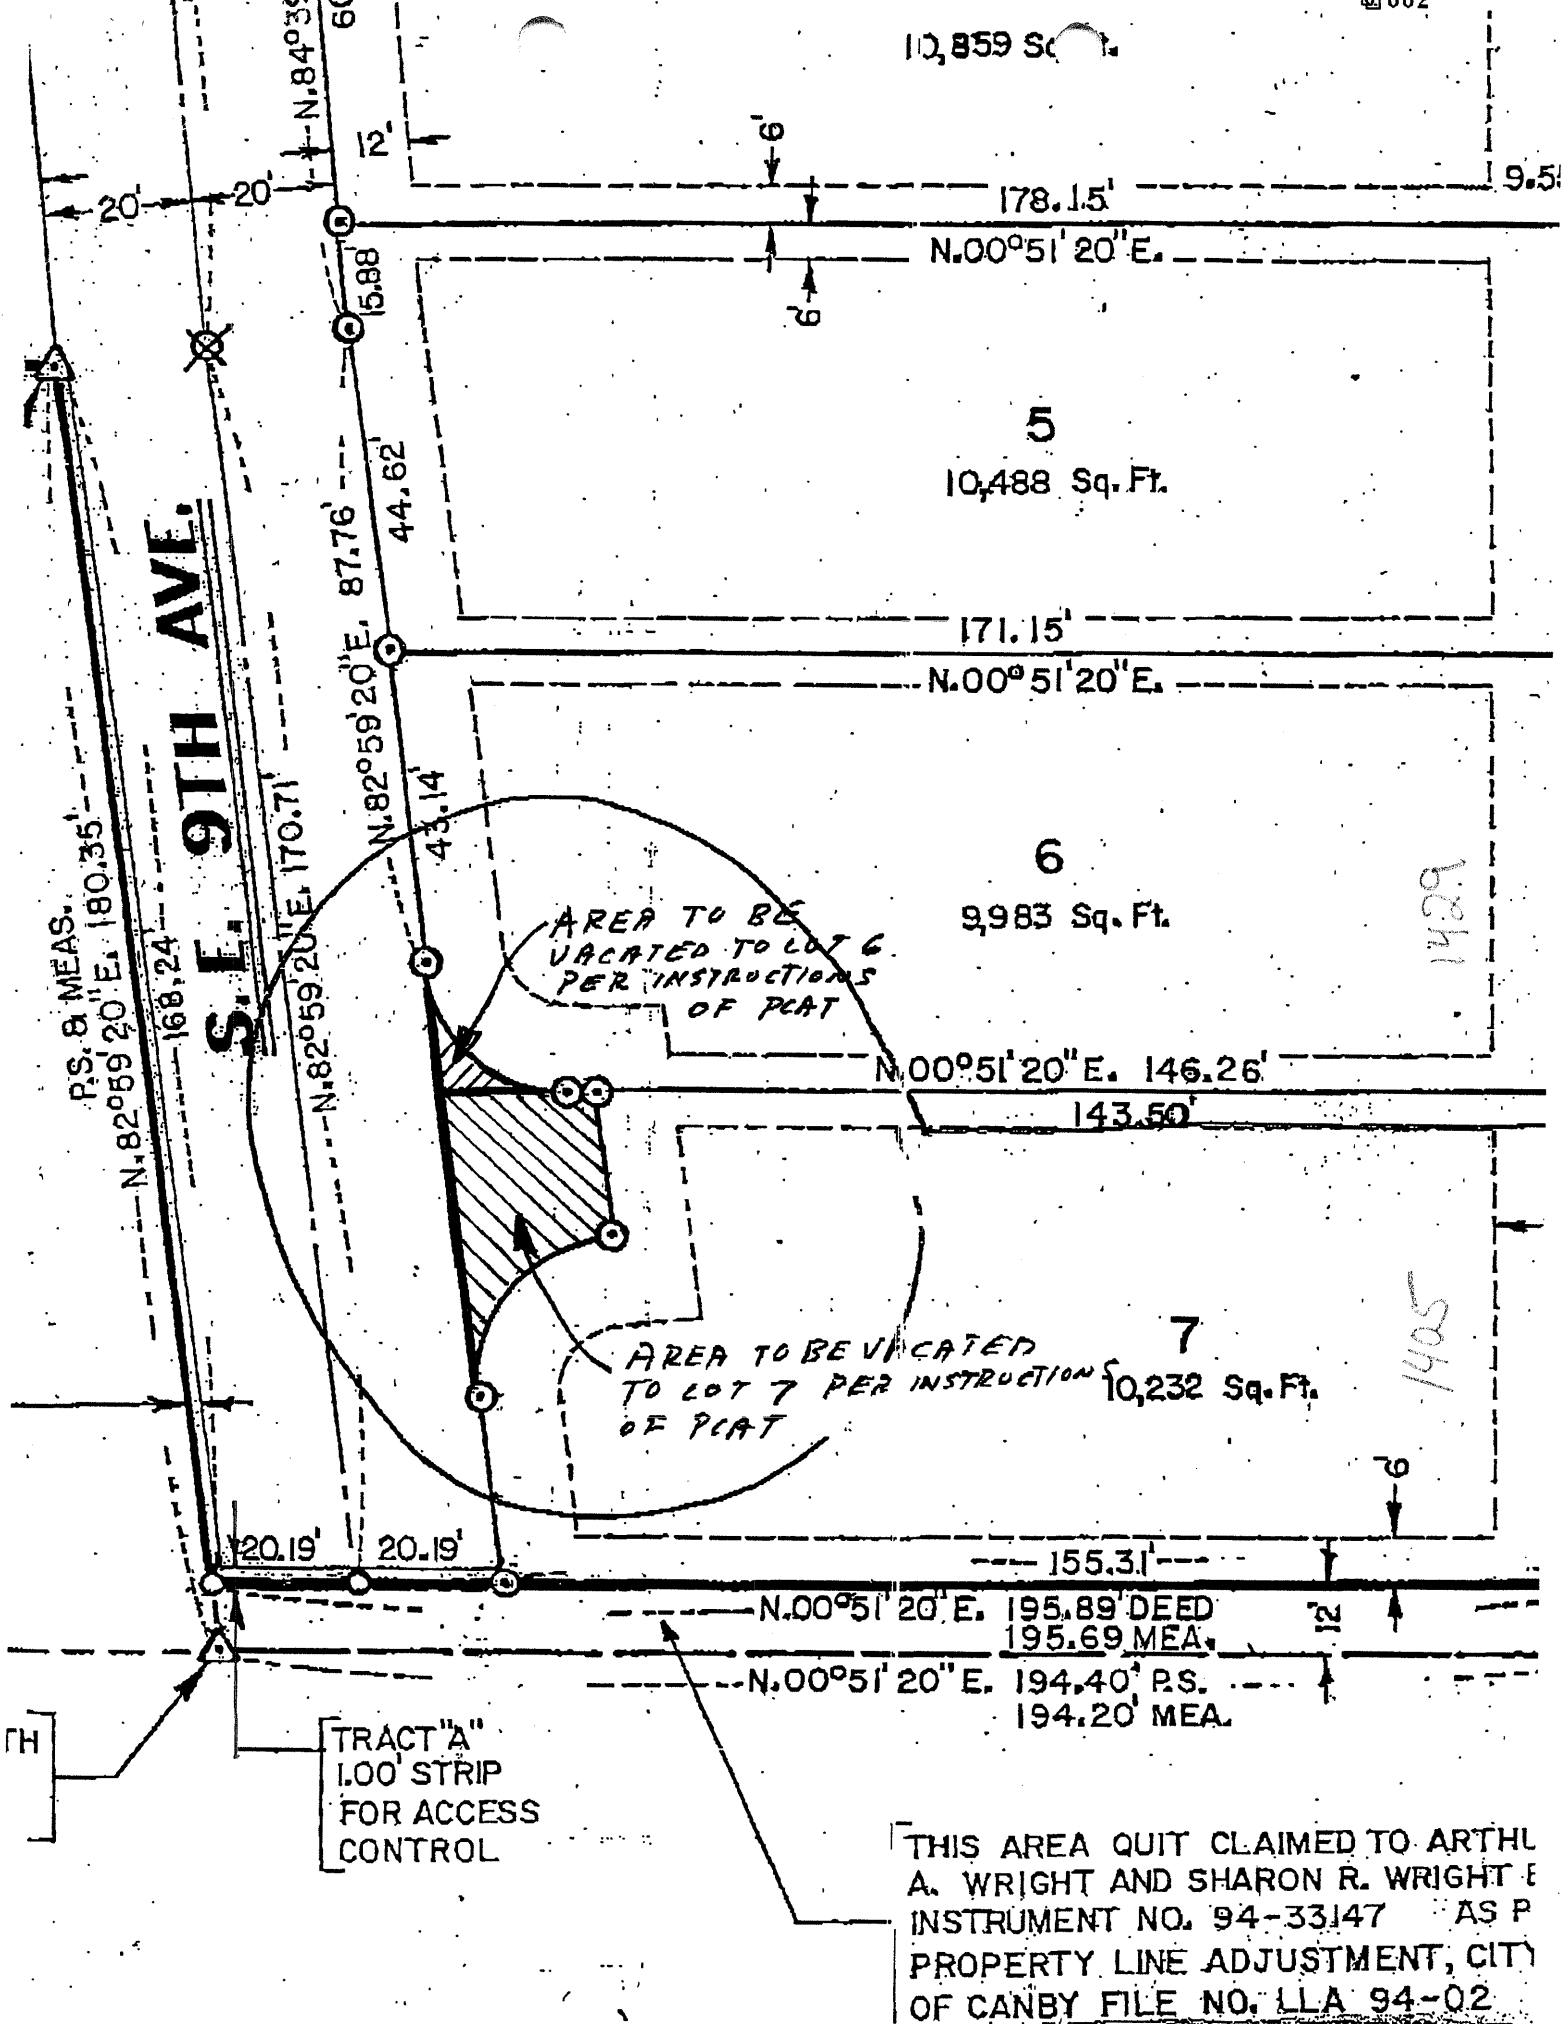 10,859
12'
6'
20'
20'
178.15'
N.00°51'20"E.
15.88'
6'
5
10,488 Sq. Ft.
44.62'
N.82°59'20"E. 87.76'
171.15'
N.00°51'20"E.
S.E. 9TH AVE.
43.14'
N.82°59'20"E. 170.71'
P.S. & MEAS.
N.82°59'20"E. 180.35'
168.24'
6
9,983 Sq. Ft.
1429
AREA TO BE
VACATED TO LOT 6
PER INSTRUCTIONS
OF PLAT
N.00°51'20"E. 146.26'
143.50'
7
10,232 Sq. Ft.
1405
AREA TO BE VACATED
TO LOT 7 PER INSTRUCTIONS
OF PLAT
6'
20.19'
20.19'
155.31'
N.00°51'20"E. 195.89' DEED
195.69 MEA.
12'
N.00°51'20"E. 194.40' P.S.
194.20' MEA.
TRACT "A"
1.00' STRIP
FOR ACCESS
CONTROL
THIS AREA QUIT CLAIMED TO
A. WRIGHT AND SHARON R. WRIGHT
INSTRUMENT NO. 94-33147 AS
PROPERTY LINE ADJUSTMENT, CITY
OF CANBY FILE NO. LLA 94-02